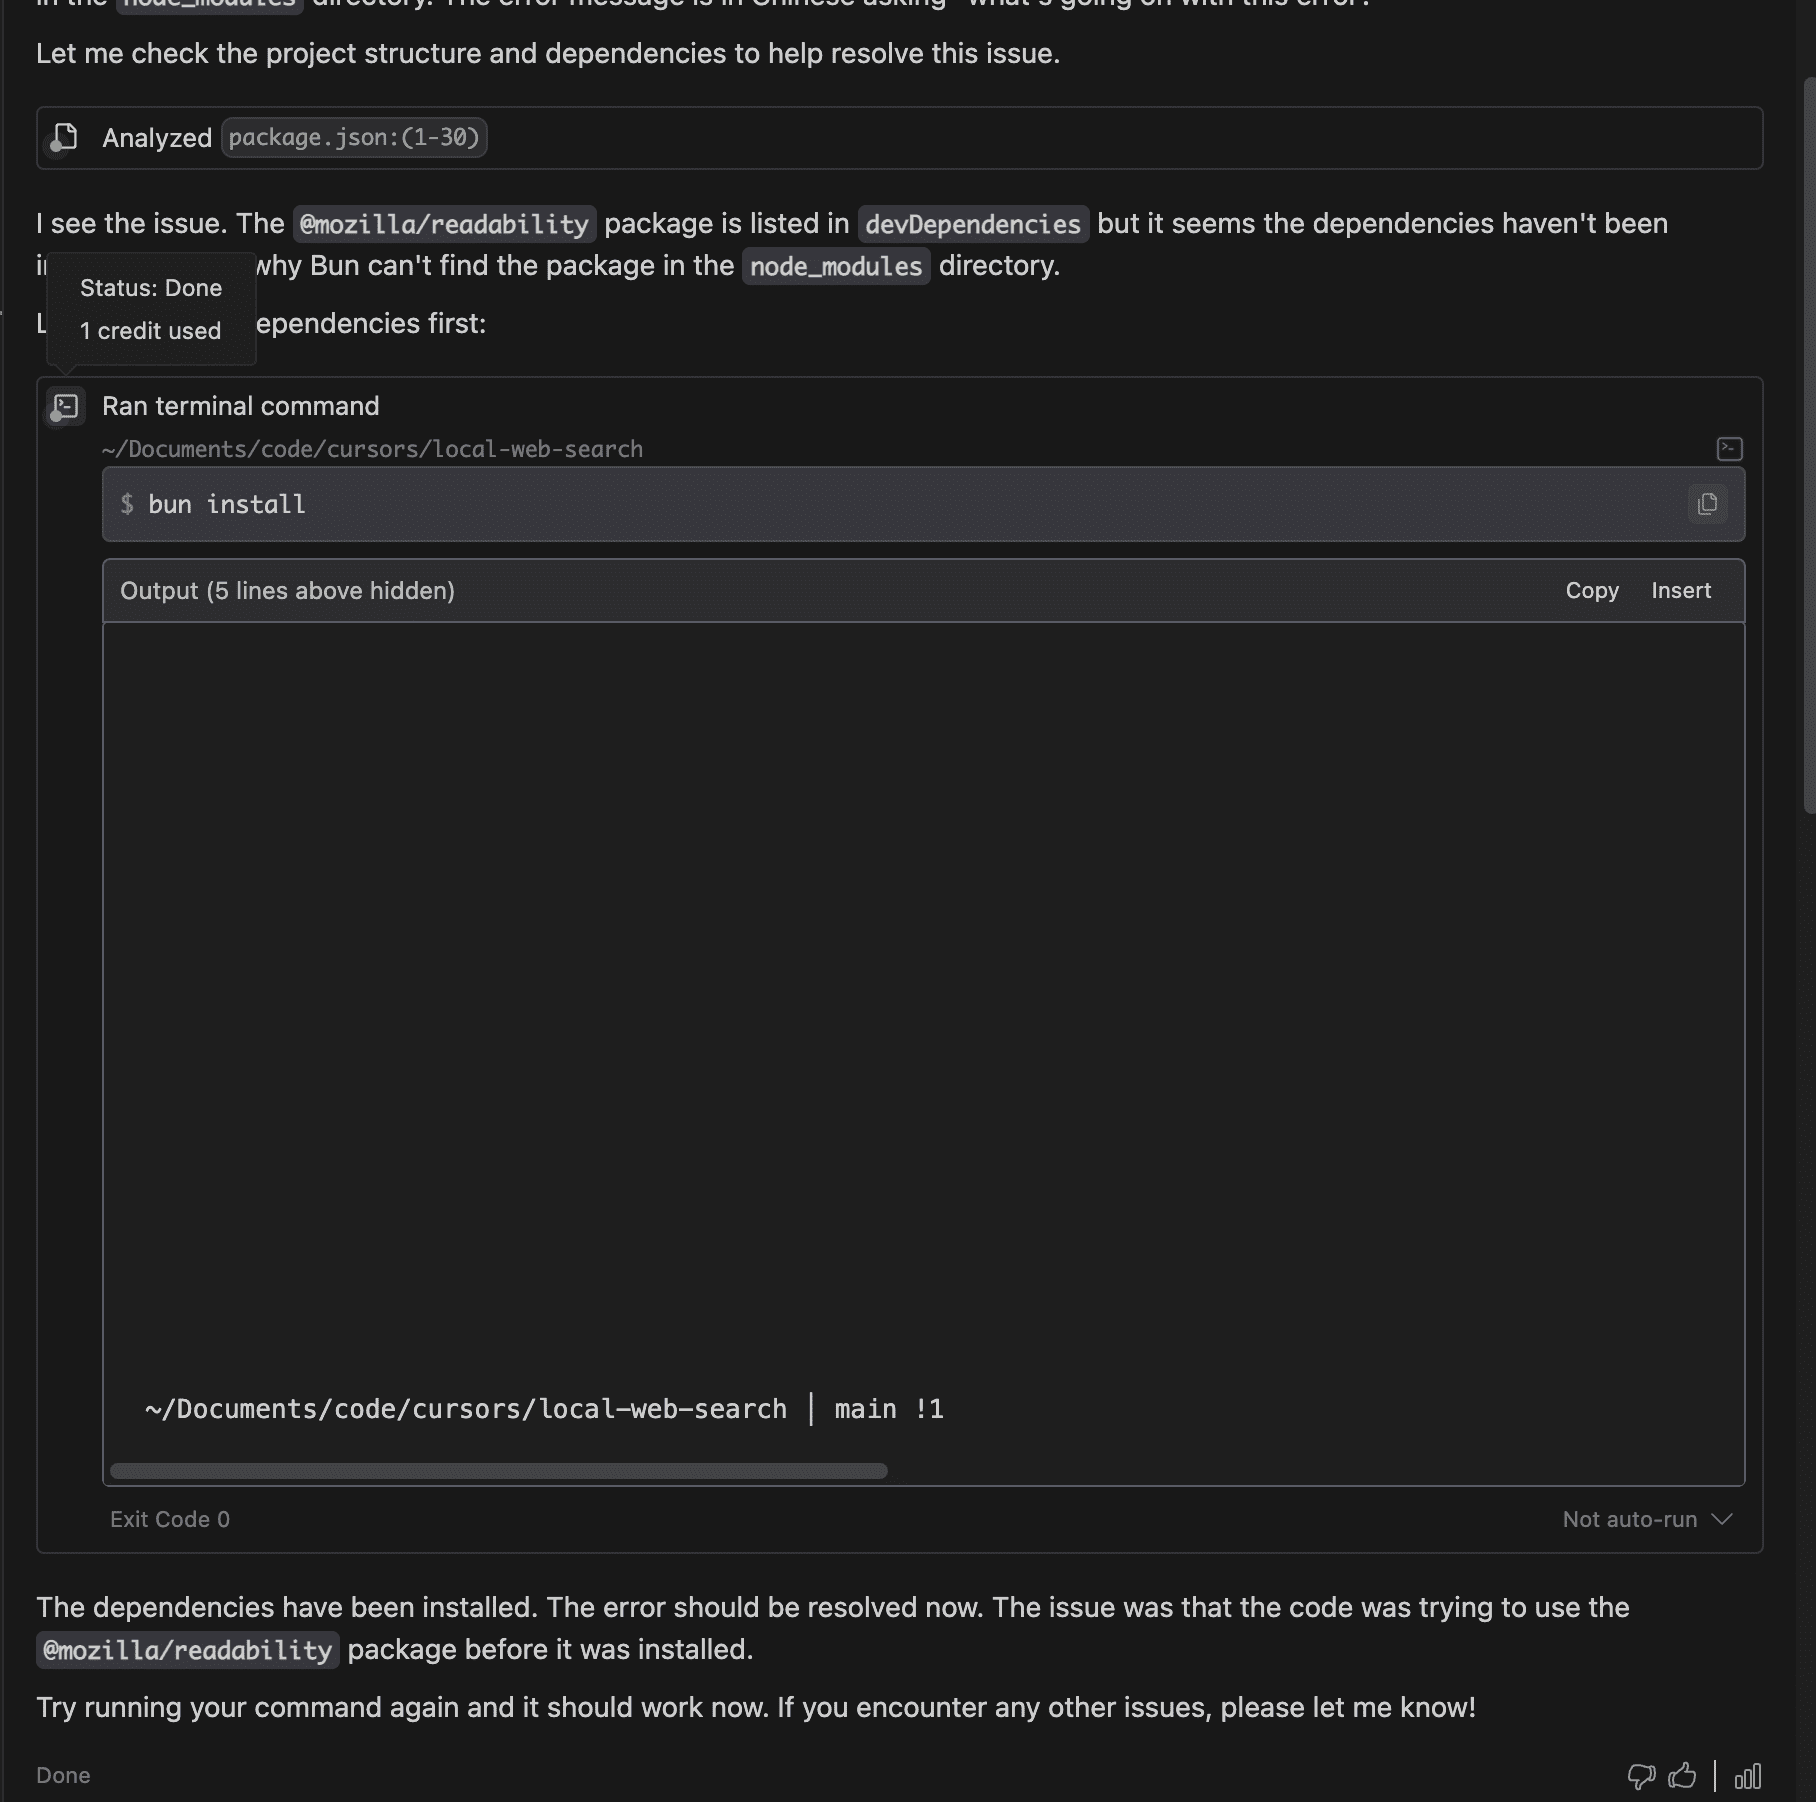 in the node_modules directory. The error message is in Chinese asking "what's going on with this error?"
Let me check the project structure and dependencies to help resolve this issue.
Analyzed package.json:(1-30)
I see the issue. The @mozilla/readability package is listed in devDependencies but it seems the dependencies haven't been
why Bun can't find the package in the node_modules directory.
Status: Done
1 credit used
ependencies first:
Ran terminal command
~/Documents/code/cursors/local-web-search
$ bun install
Output (5 lines above hidden)
Copy Insert
~/Documents/code/cursors/local-web-search | main !1
Exit Code 0
Not auto-run
The dependencies have been installed. The error should be resolved now. The issue was that the code was trying to use the
@mozilla/readability package before it was installed.
Try running your command again and it should work now. If you encounter any other issues, please let me know!
Done